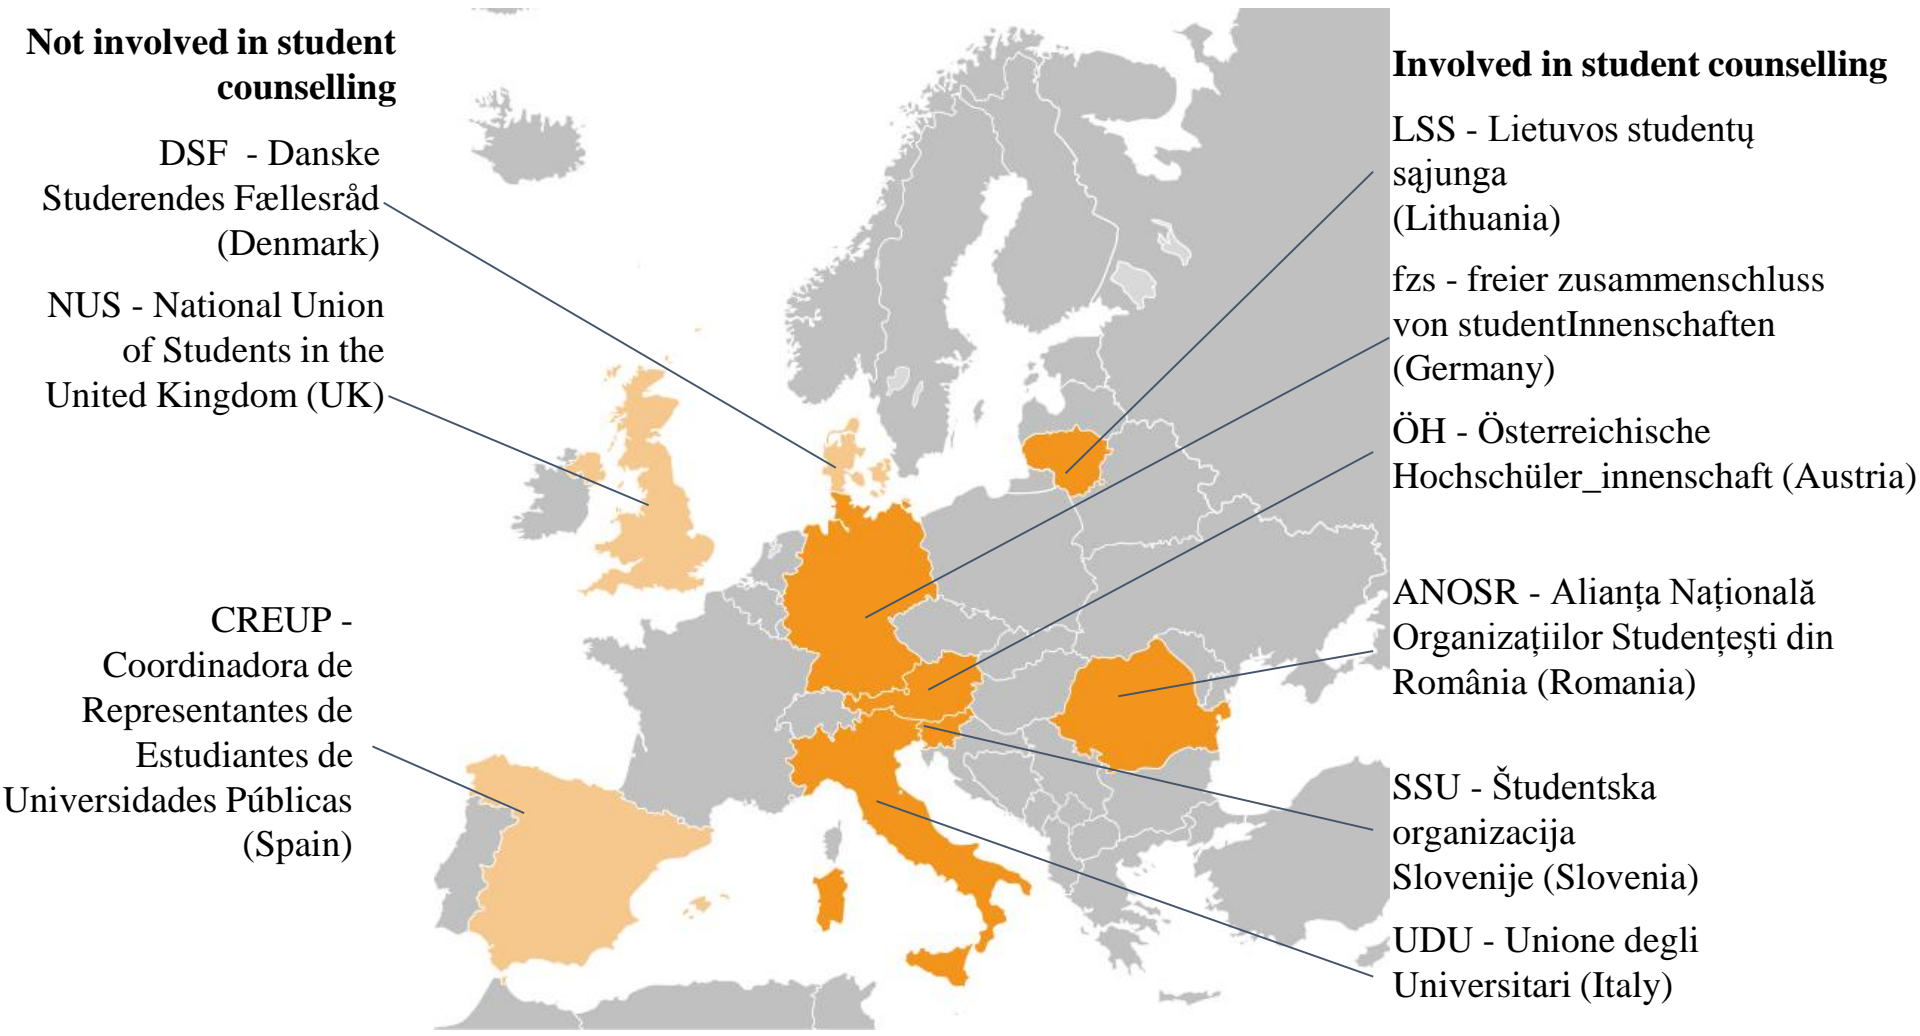 Not involved in student
counselling
DSF - Danske
Studerendes Fællesråd
(Denmark)
NUS - National Union
of Students in the
United Kingdom (UK)
CREUP -
Coordinadora de
Representantes de
Estudiantes de
Universidades Públicas
(Spain)
Involved in student counselling
LSS - Lietuvos studentų
sąjunga
(Lithuania)
fzs - freier zusammenschluss
von studentInnenschaften
(Germany)
ÖH - Österreichische
Hochschüler_innenschaft (Austria)
ANOSR - Alianța Națională
Organizațiilor Studențești din
România (Romania)
SSU - Študentska
organizacija
Slovenije (Slovenia)
UDU - Unione degli
Universitari (Italy)